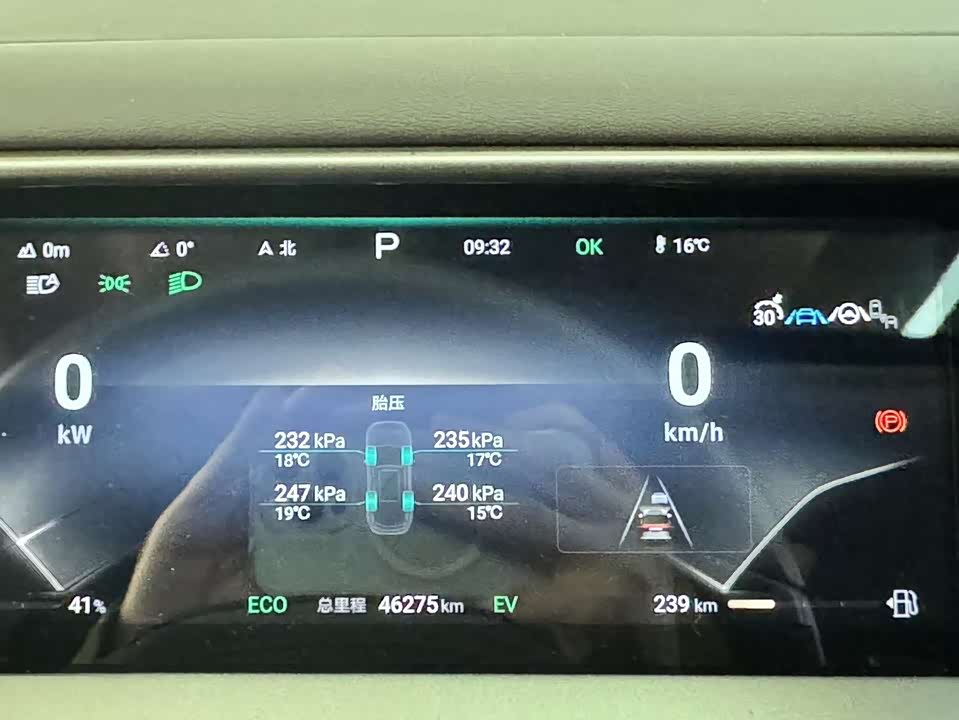 0m 0° 北 P 09:32 OK 16℃
A
30
0 kW
0 km/h
胎压
232 kPa 235 kPa
18℃ 17℃
247 kPa 240 kPa
19℃ 15℃
P
41% ECO 总里程 46275 km EV 239 km